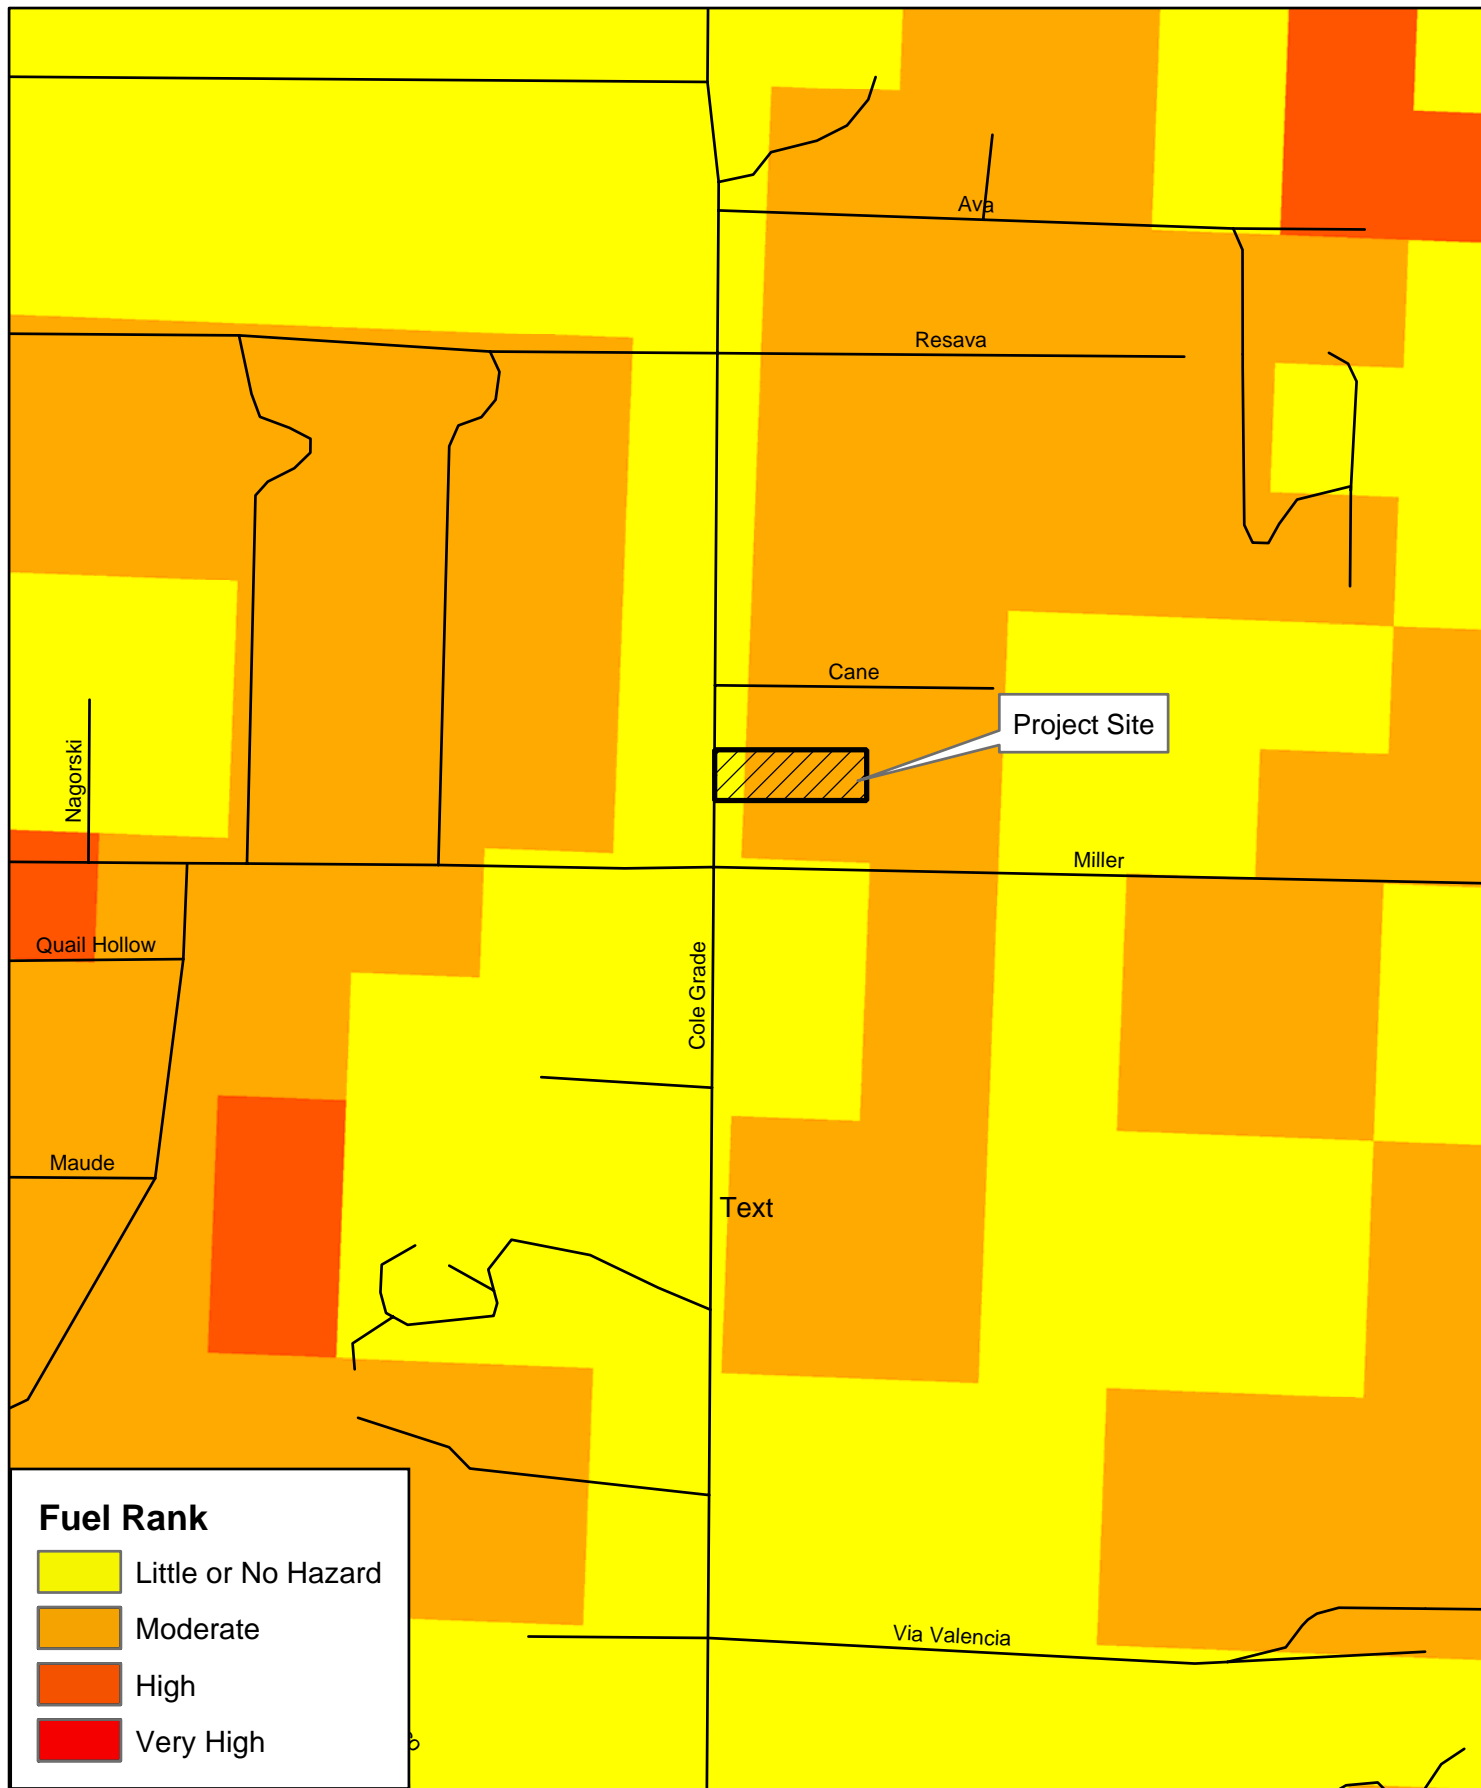 Ava
Resava
Cane
Project Site
Nagorski
Miller
Quail Hollow
Cole Grade
Maude
Text
Via Valencia
Fuel Rank
Little or No Hazard
Moderate
High
Very High